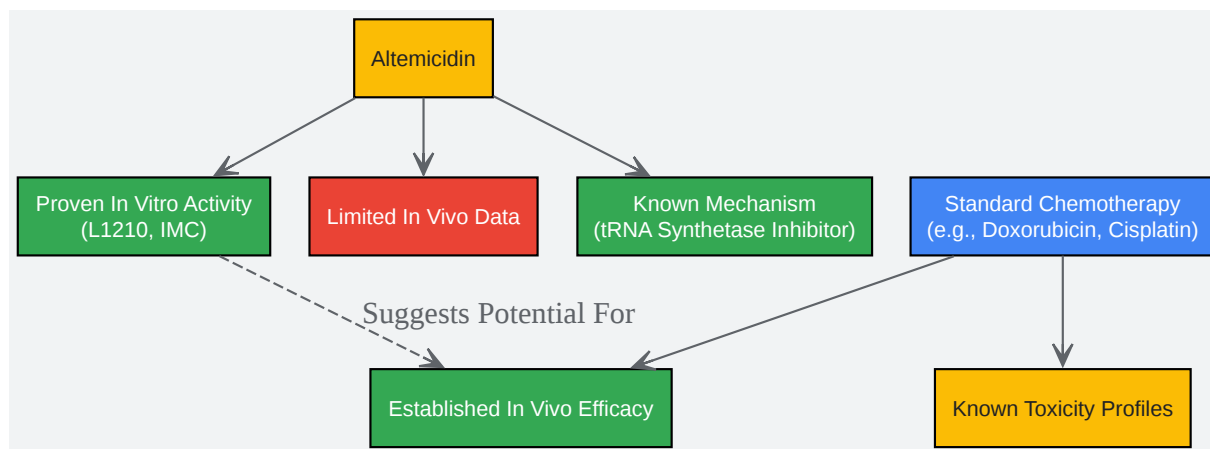 Altemicidin
Proven In Vitro Activity
(L1210, IMC)
Limited In Vivo Data
Known Mechanism
(tRNA Synthetase Inhibitor)
Standard Chemotherapy
(e.g., Doxorubicin, Cisplatin)
Suggests Potential For
Established In Vivo Efficacy
Known Toxicity Profiles